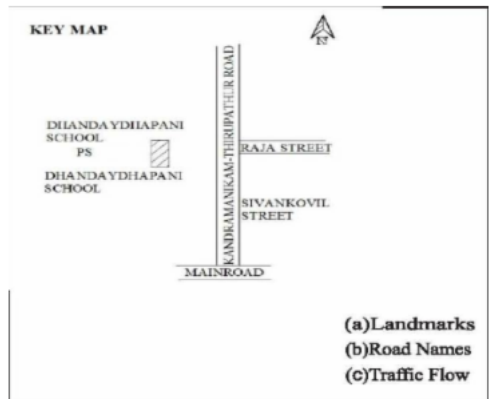 KEY MAP
N
KANDRAMANIKAM-THIRUPATHUR ROAD
DHANDAYDHAPANI
SCHOOL
PS
DHANDAYDHAPANI
SCHOOL
RAJA STREET
SIVANKOVIL
STREET
MAINROAD
(a)Landmarks
(b)Road Names
(c)Traffic Flow